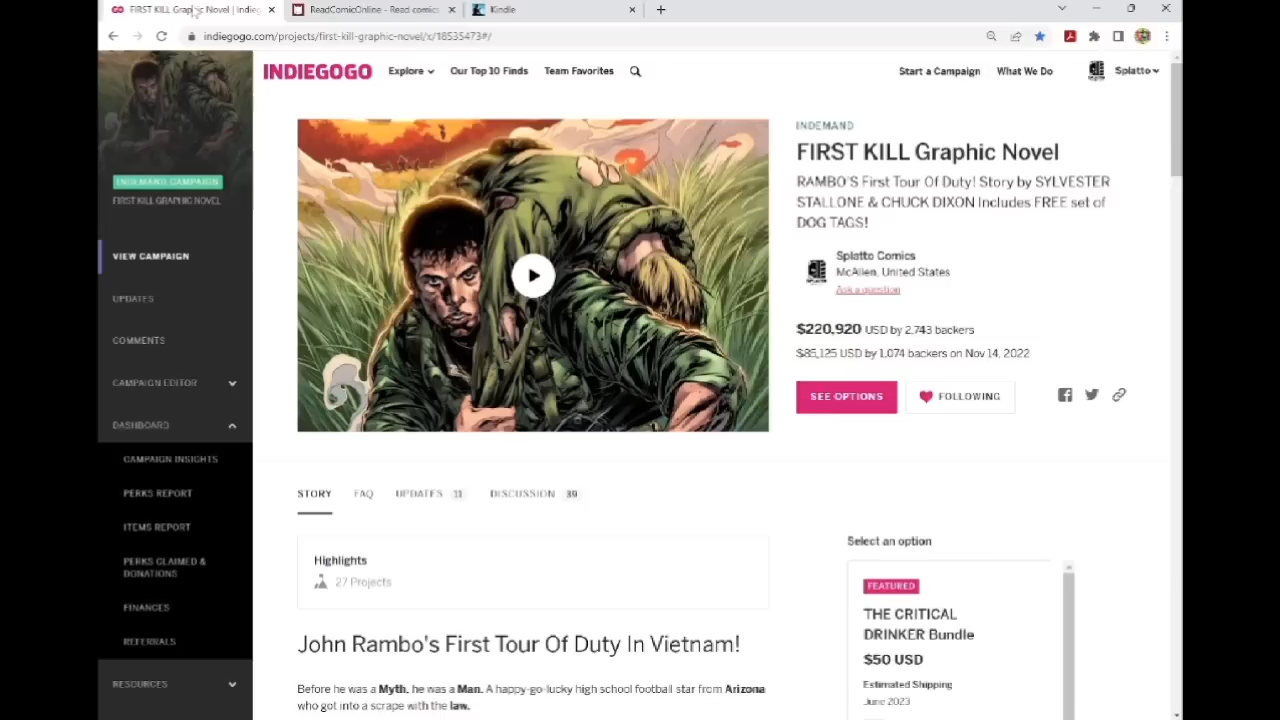 FIRST KILL Graphic Novel | Indieg
ReadComicOnline - Read comics
Kindle
indiegogo.com/projects/first-kill-graphic-novel/x/18535473#/
INDIEGOGO
Explore
Our Top 10 Finds
Team Favorites
Start a Campaign
What We Do
Splatto
INDEMAND CAMPAIGN
FIRST KILL GRAPHIC NOVEL
VIEW CAMPAIGN
UPDATES
COMMENTS
CAMPAIGN EDITOR
DASHBOARD
CAMPAIGN INSIGHTS
PERKS REPORT
ITEMS REPORT
PERKS CLAIMED &
DONATIONS
FINANCES
REFERRALS
RESOURCES
INDEMAND
FIRST KILL Graphic Novel
RAMBO'S First Tour Of Duty! Story by SYLVESTER
STALLONE & CHUCK DIXON Includes FREE set of
DOG TAGS!
Splatto Comics
McAllen, United States
Ask a question
$220,920 USD by 2,743 backers
$85,125 USD by 1,074 backers on Nov 14, 2022
SEE OPTIONS
FOLLOWING
STORY
FAQ
UPDATES 11
DISCUSSION 39
Highlights
27 Projects
John Rambo's First Tour Of Duty In Vietnam!
Before he was a Myth, he was a Man. A happy-go-lucky high school football star from Arizona
who got into a scrape with the law.
Select an option
FEATURED
THE CRITICAL
DRINKER Bundle
$50 USD
Estimated Shipping
June 2023